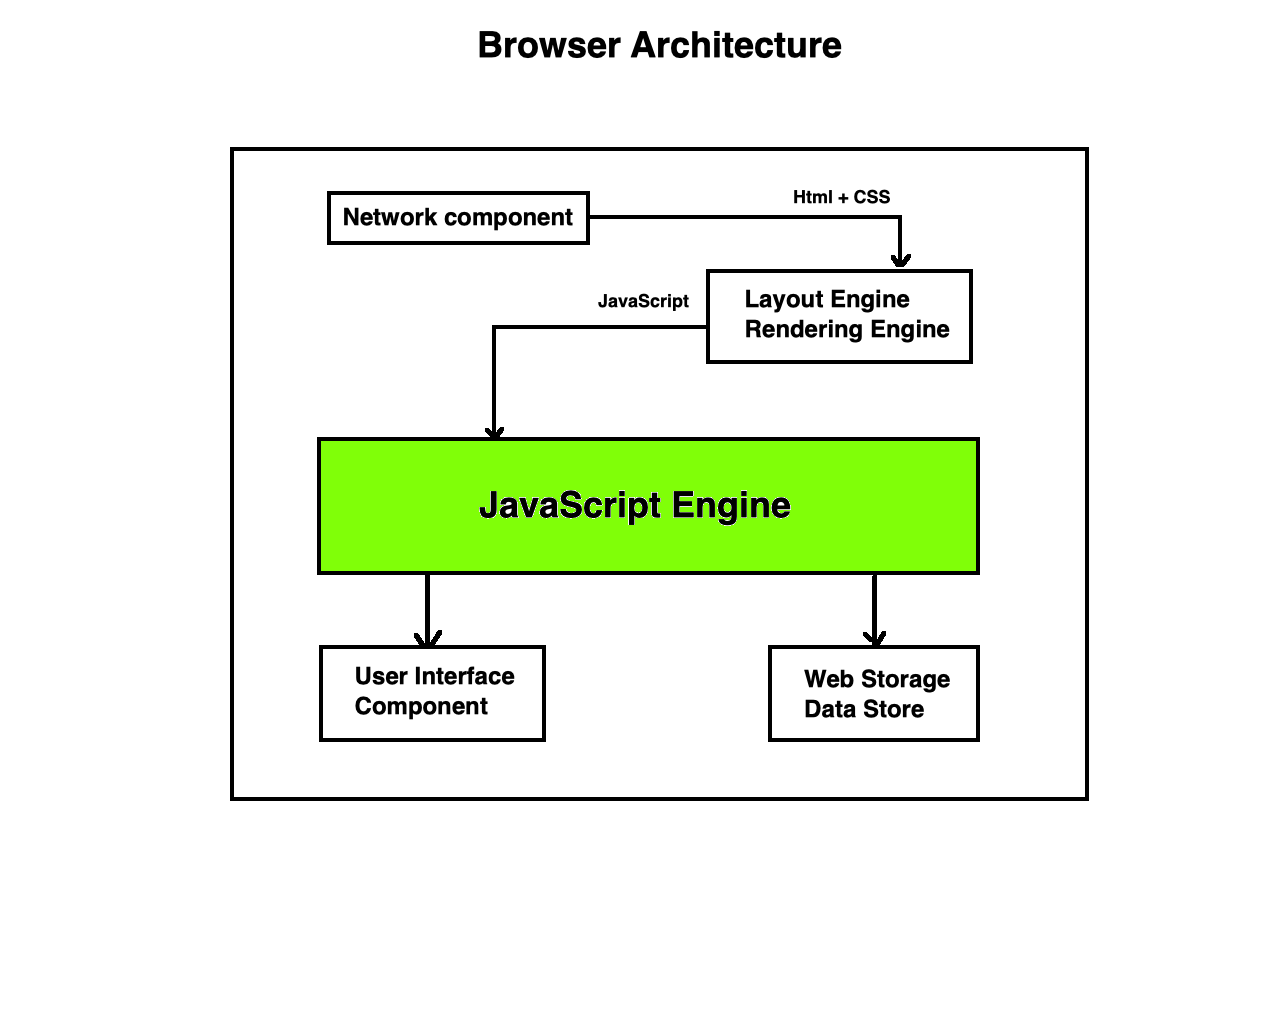 Browser Architecture
Html + CSS
Network component
JavaScript
Layout Engine
Rendering Engine
JavaScript Engine
User Interface
Component
Web Storage
Data Store